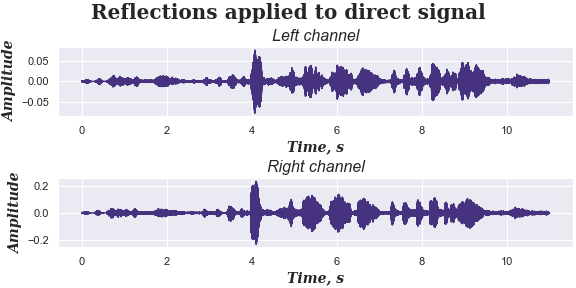 Reflections applied to direct signal
Left channel
Amplitude
0.05
0.00
−0.05
0 2 4 6 8 10
Time, s
Right channel
Amplitude
0.2
0.0
−0.2
0 2 4 6 8 10
Time, s